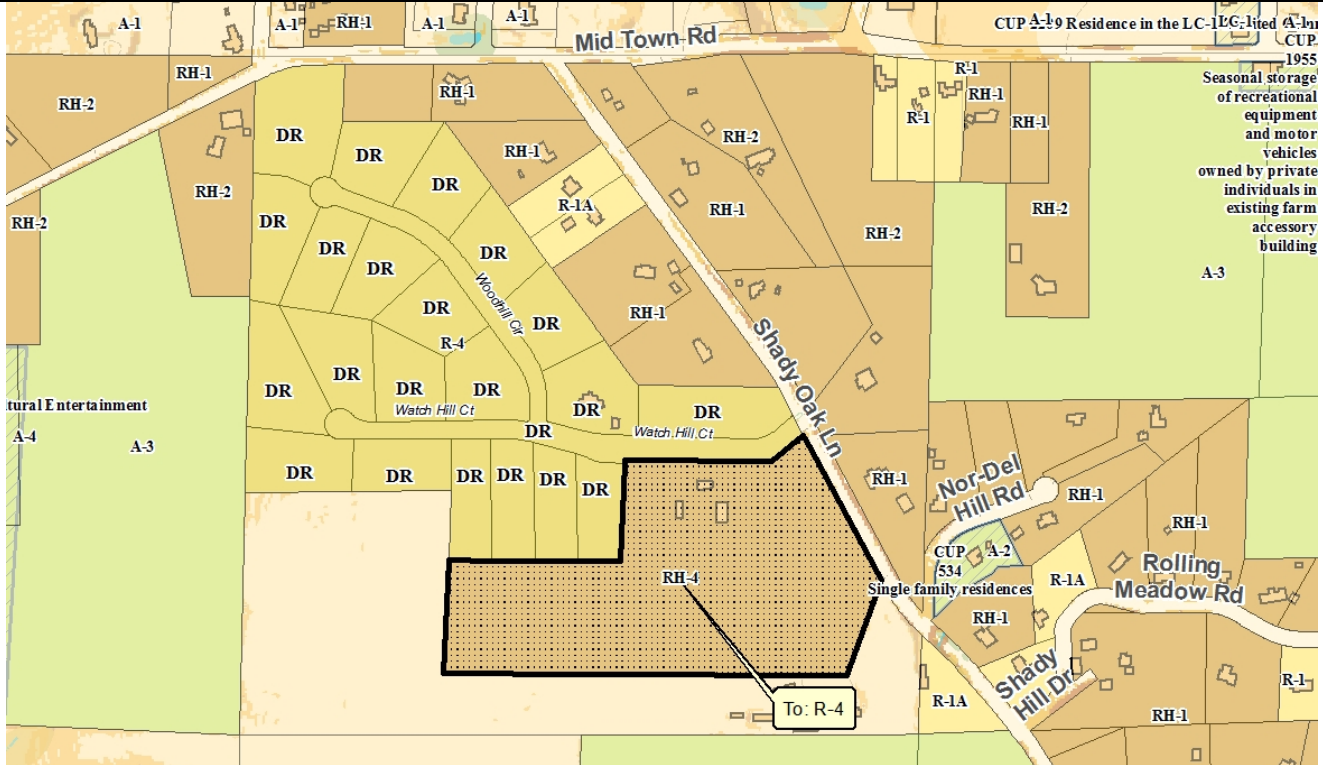 A-1
A-1
RH-1
A-1
A-1
A-1
A-1
CUP
Residence in the LC-1
Mid Town Rd
CUP
1955
Seasonal storage
of recreational
equipment
and motor
vehicles
owned by private
individuals in
existing farm
accessory
building
RH-1
RH-1
R-1
RH-1
RH-2
R-1
RH-1
DR
RH-2
DR
RH-1
RH-2
DR
R-1A
RH-1
RH-2
RH-2
DR
DR
RH-2
DR
DR
A-3
Woodhill Cir
DR
RH-1
DR
R-4
Shady Oak Ln
DR
DR
DR
DR
Watch Hill Ct
DR
DR
tural Entertainment
A-4
A-3
DR
Watch Hill Ct
DR
DR
DR
DR
DR
DR
RH-1
Nor-Del
Hill Rd
RH-1
RH-1
CUP
534
A-2
Single family residences
RH-4
R-1A
Rolling
Meadow Rd
RH-1
Shady
Hill Dr
R-1
R-1A
RH-1
To: R-4